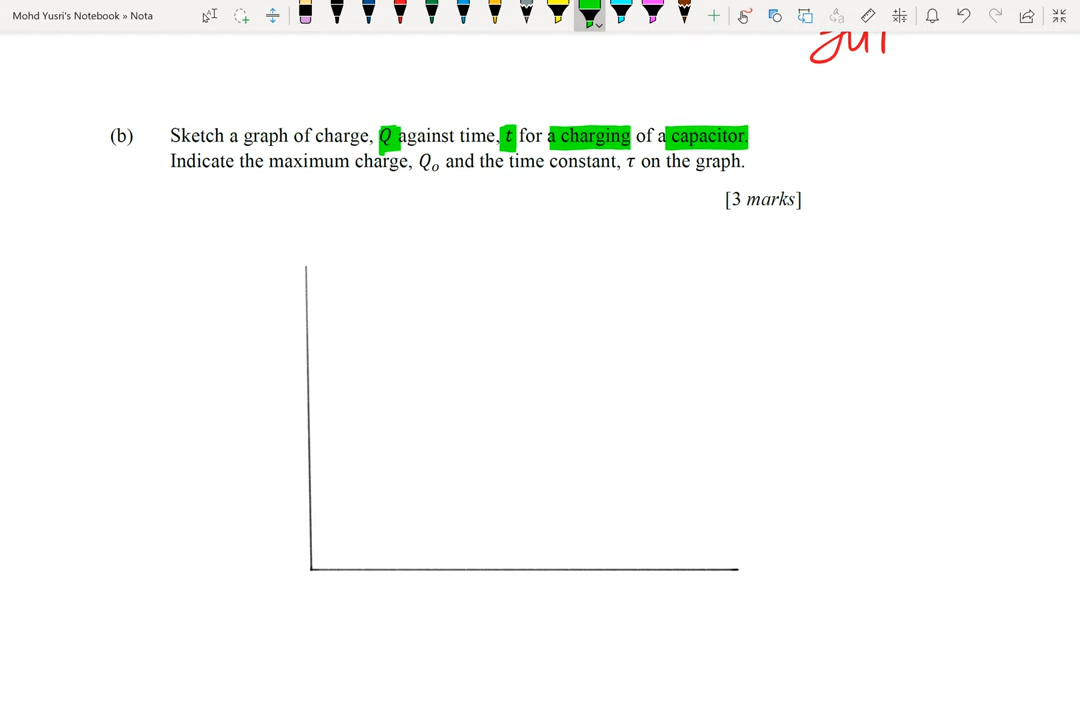 Mohd Yusri's Notebook » Nota
(b) Sketch a graph of charge, Q against time, t for a charging of a capacitor.
Indicate the maximum charge, Qₒ and the time constant, τ on the graph.
[3 marks]